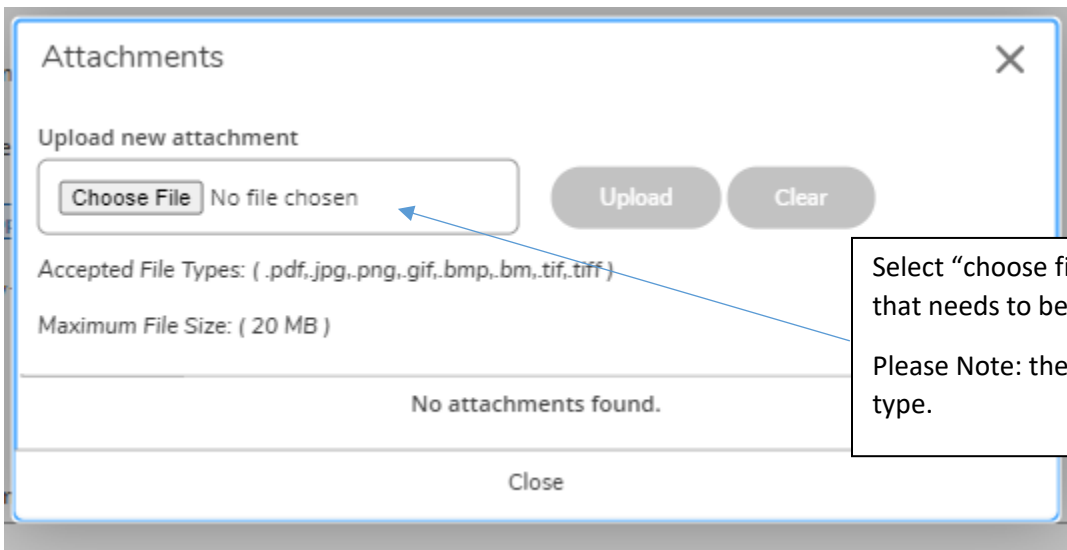 Attachments
Upload new attachment
Choose File No file chosen
Upload
Clear
Accepted File Types: ( .pdf,.jpg,.png,.gif,.bmp,.bm,.tif,.tiff )
Maximum File Size: ( 20 MB )
Select “choose
that needs to be
Please Note: the
type.
No attachments found.
Close